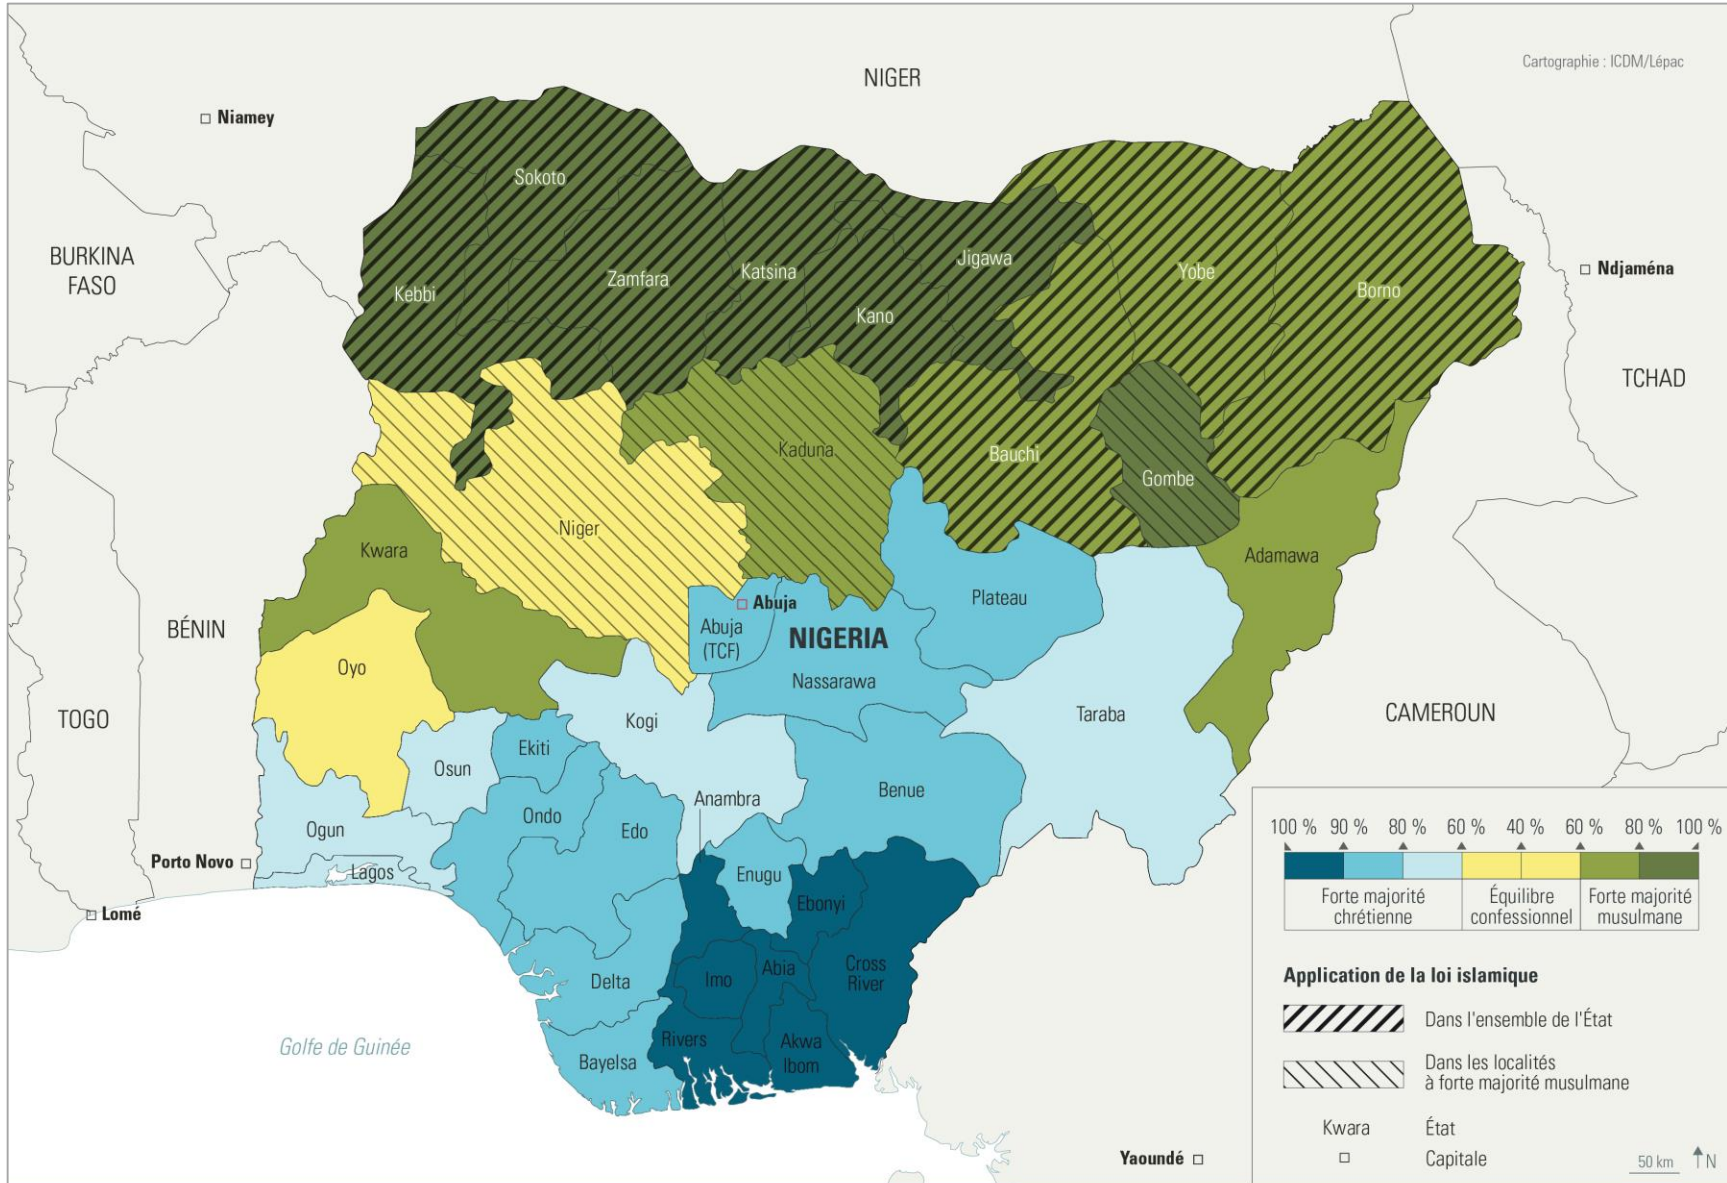 Cartographie : ICDM/Lépac
NIGER
Niamey
Sokoto
BURKINA
FASO
Kebbi
Zamfara
Katsina
Jigawa
Kano
Yobe
Borno
Ndjaména
TCHAD
Kaduna
Bauchi
Gombe
Niger
Kwara
Adamawa
Plateau
Abuja
Abuja
(TCF)
NIGERIA
BÉNIN
Oyo
Nassarawa
TOGO
Kogi
Taraba
CAMEROUN
Ekiti
Osun
Anambra
Benue
Ondo
Edo
Ogun
Porto Novo
Lagos
Enugu
Ebonyi
Lomé
Delta
Imo
Abia
Cross
River
Golfe de Guinée
Bayelsa
Rivers
Akwa
Ibom
Yaoundé
100 % 90 % 80 % 60 % 40 % 60 % 80 % 100 %
Forte majorité
chrétienne
Équilibre
confessionnel
Forte majorité
musulmane
Application de la loi islamique
Dans l'ensemble de l'État
Dans les localités
à forte majorité musulmane
Kwara État
Capitale
50 km N